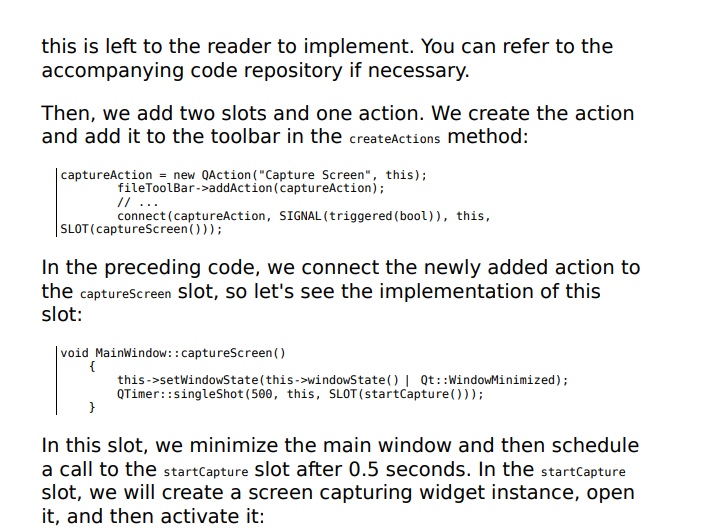 this is left to the reader to implement. You can refer to the
accompanying code repository if necessary.
Then, we add two slots and one action. We create the action
and add it to the toolbar in the createActions method:
captureAction = new QAction("Capture Screen", this);
        fileToolBar->addAction(captureAction);
        // ...
        connect(captureAction, SIGNAL(triggered(bool)), this,
SLOT(captureScreen()));
In the preceding code, we connect the newly added action to
the captureScreen slot, so let's see the implementation of this
slot:
void MainWindow::captureScreen()
    {
        this->setWindowState(this->windowState() | Qt::WindowMinimized);
        QTimer::singleShot(500, this, SLOT(startCapture()));
    }
In this slot, we minimize the main window and then schedule
a call to the startCapture slot after 0.5 seconds. In the startCapture
slot, we will create a screen capturing widget instance, open
it, and then activate it: